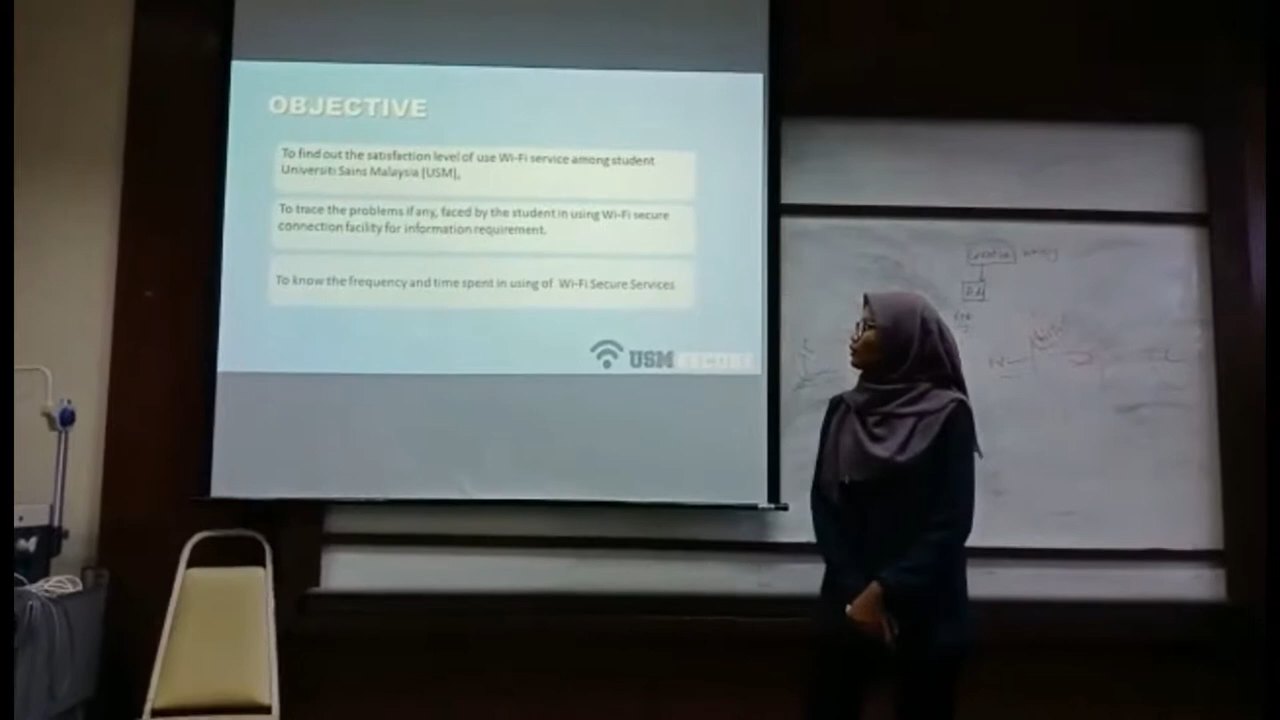 OBJECTIVE
To find out the satisfaction level of use Wi-Fi service among student
Universiti Sains Malaysia [USM],
To trace the problems if any, faced by the student in using Wi-Fi secure
connection facility for information requirement.
To know the frequency and time spent in using of Wi-Fi Secure Services
USM SECURE